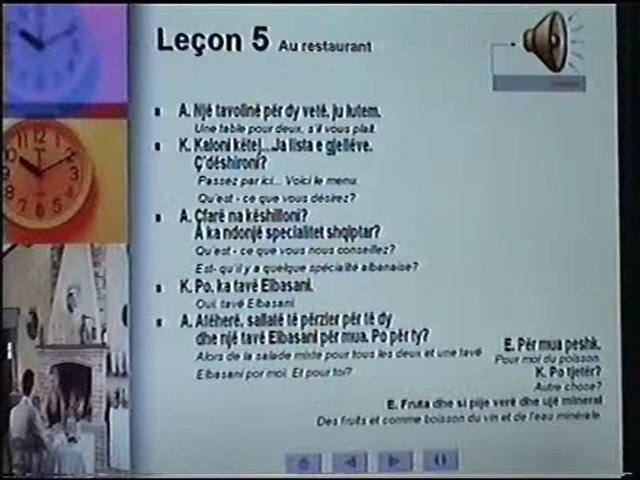 Leçon 5 Au restaurant
A. Një tavolinë për dy vetë, ju lutem.
Une table pour deux, s'il vous plaît.
K. Kaloni këtej... Ja lista e gjellëve.
Ç'dëshironi?
Passez par ici... Voici le menu.
Qu'est - ce que vous désirez?
A. Çfarë na këshilloni?
A ka ndonjë specialitet shqiptar?
Qu'est - ce que vous nous conseillez?
Est- qu'il y a quelque spécialité albanaise?
K. Po, ka tavë Elbasani.
Oui, tavë Elbasani
A. Atëherë, sallatë të përzier për të dy
dhe një tavë Elbasani për mua. Po për ty?
Alors de la salade mixte pour tous les deux et une tavë
Elbasani por moi. Et pour toi?
E. Për mua peshk.
Pour moi du poisson.
K. Po tjetër?
Autre chose?
E. Fruta dhe si pije verë dhe ujë mineral
Des fruits et comme boisson du vin et de l'eau minérale.